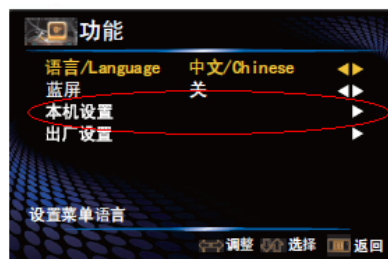 功能
语言/Language 中文/Chinese
蓝屏 关
本机设置
出厂设置
设置菜单语言
调整 选择 返回